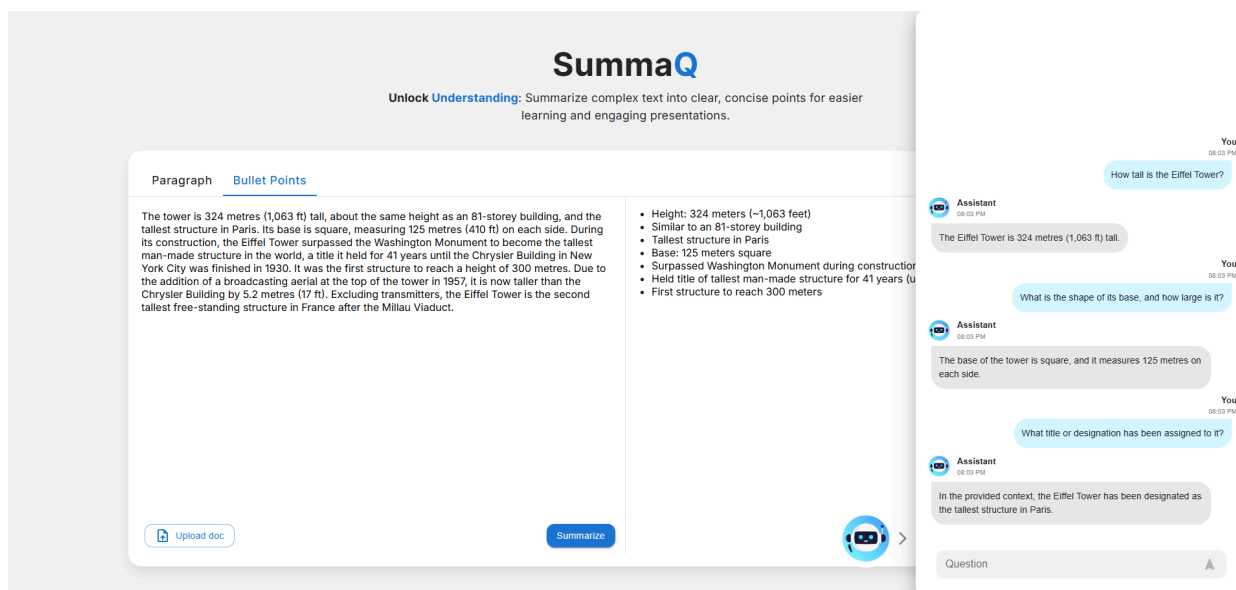 SummaQ
Unlock Understanding: Summarize complex text into clear, concise points for easier
learning and engaging presentations.
Paragraph
Bullet Points
The tower is 324 metres (1,063 ft) tall, about the same height as an 81-storey building, and the
tallest structure in Paris. Its base is square, measuring 125 metres (410 ft) on each side. During
its construction, the Eiffel Tower surpassed the Washington Monument to become the tallest
man-made structure in the world, a title it held for 41 years until the Chrysler Building in New
York City was finished in 1930. It was the first structure to reach a height of 300 metres. Due to
the addition of a broadcasting aerial at the top of the tower in 1957, it is now taller than the
Chrysler Building by 5.2 metres (17 ft). Excluding transmitters, the Eiffel Tower is the second
tallest free-standing structure in France after the Millau Viaduct.
Upload doc
Summarize
• Height: 324 meters (~1,063 feet)
• Similar to an 81-storey building
• Tallest structure in Paris
• Base: 125 meters square
• Surpassed Washington Monument during construction
• Held title of tallest man-made structure for 41 years (u
• First structure to reach 300 meters
You
08:03 PM
How tall is the Eiffel Tower?
Assistant
08:03 PM
The Eiffel Tower is 324 metres (1,063 ft) tall.
You
08:03 PM
What is the shape of its base, and how large is it?
Assistant
08:03 PM
The base of the tower is square, and it measures 125 metres on
each side.
You
08:03 PM
What title or designation has been assigned to it?
Assistant
08:03 PM
In the provided context, the Eiffel Tower has been designated as
the tallest structure in Paris.
Question